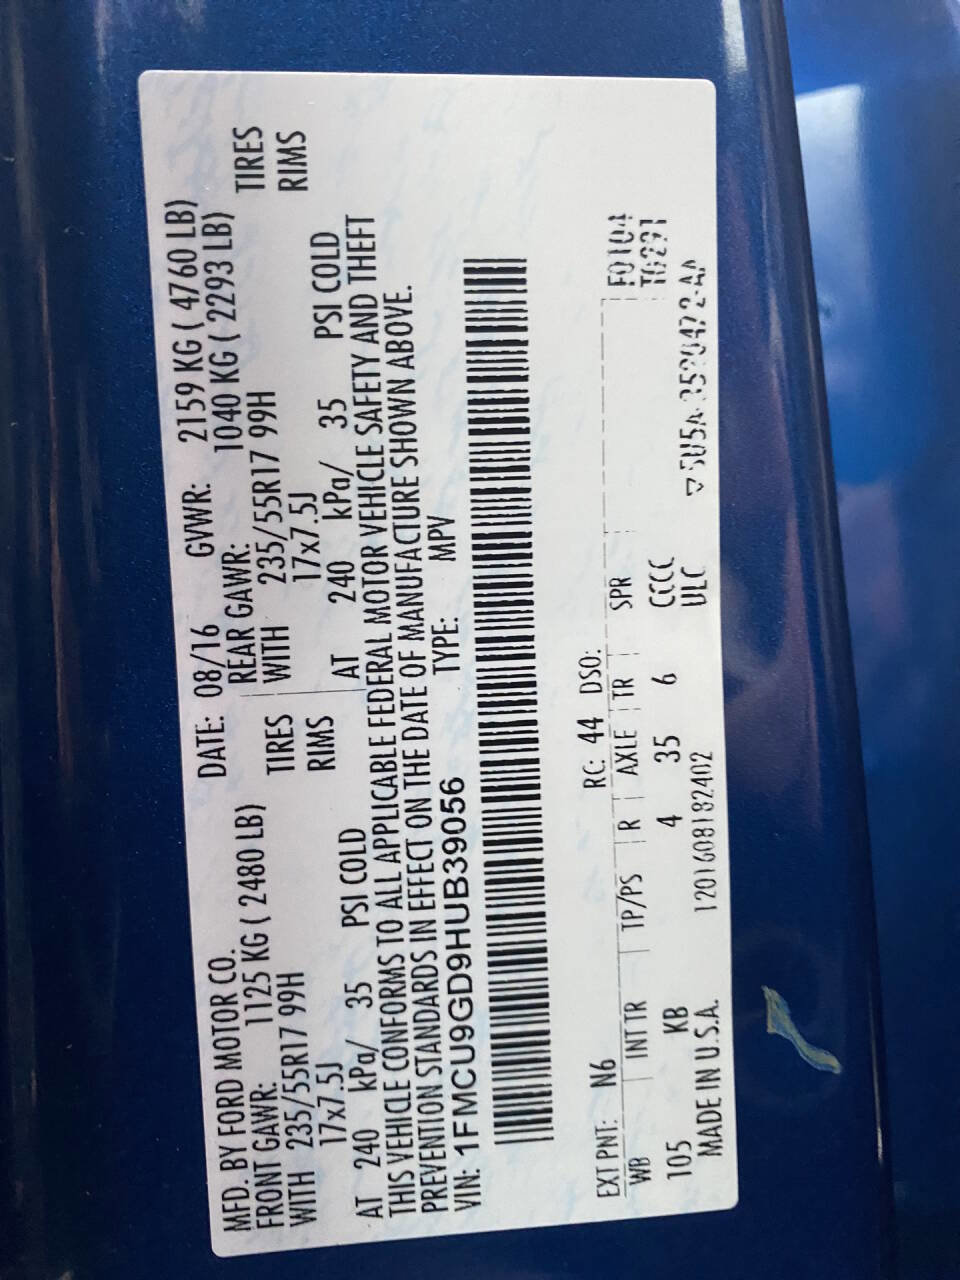 MFD. BY FORD MOTOR CO. DATE: 08/16 GVWR: 2159 KG ( 4760 LB)
FRONT GAWR: 1125 KG ( 2480 LB) REAR GAWR: 1040 KG ( 2293 LB)
WITH 235/55R17 99H TIRES WITH 235/55R17 99H TIRES
17x7.5J RIMS 17x7.5J RIMS
AT 240 kPa/ 35 PSI COLD AT 240 kPa/ 35 PSI COLD
THIS VEHICLE CONFORMS TO ALL APPLICABLE FEDERAL MOTOR VEHICLE SAFETY AND THEFT
PREVENTION STANDARDS IN EFFECT ON THE DATE OF MANUFACTURE SHOWN ABOVE.
VIN: 1FMCU9GD9HUB39056 TYPE: MPV
EXT PNT: N6 RC: 44 DSO: F0104
WB INT TR TP/PS R AXLE TR SPR T0291
105 KB 4 35 6 CCCC
MADE IN U.S.A. 1201608182402 ULC